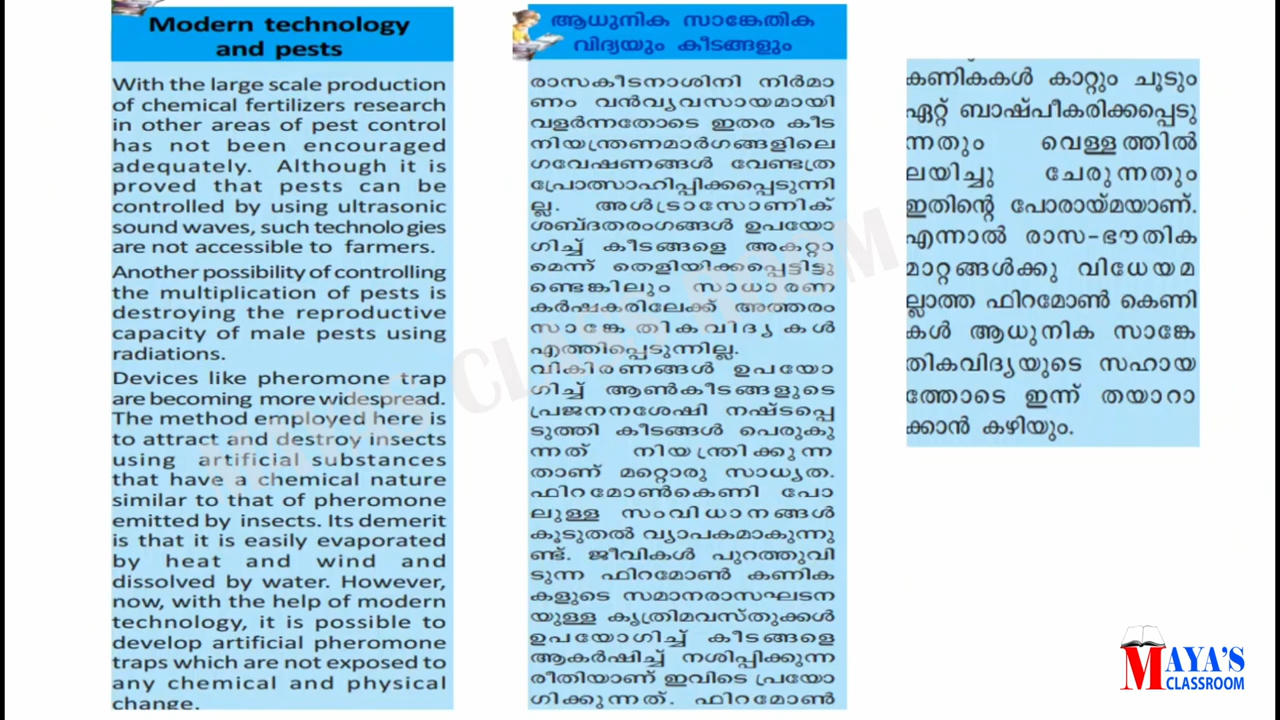 Modern technology
and pests
With the large scale production
of chemical fertilizers research
in other areas of pest control
has not been encouraged
adequately. Although it is
proved that pests can be
controlled by using ultrasonic
sound waves, such technolo gies
are not accessible to farmers.
Another possibility of controlling
the multiplication of pests is
destroying the reproductive
capacity of male pests using
radiations.
Devices like pheromone trap
are becoming more widespread.
The method employed here is
to attract and destroy insects
using artificial substances
that have a chemical nature
similar to that of pheromone
emitted by insects. Its demerit
is that it is easily evaporated
by heat and wind and
dissolved by water. However,
now, with the help of modern
technology, it is possible to
develop artificial pheromone
traps which are not exposed to
any chemical and physical
change.
ആധുനിക സാങ്കേതിക
വിദ്യയും കീടങ്ങളും
രാസകീടനാശിനി നിർമാ
ണം വൻവ്യവസായമായി
വളർന്നതോടെ ഇതര കീട
നിയന്ത്രണമാർഗങ്ങളിലെ
ഗവേഷണങ്ങൾ വേണ്ടത്ര
പ്രോത്സാഹിപ്പിക്കപ്പെടുന്നി
ല്ല. അൾട്രാസോണിക്
ശബ്ദതരംഗങ്ങൾ ഉപയോ
ഗിച്ച് കീടങ്ങളെ അകറ്റാ
മെന്ന് തെളിയിക്കപ്പെട്ടിട്ടു
ണ്ടെങ്കിലും സാധാരണ
കർഷകരിലേക്ക് അത്തരം
സാങ്കേതികവിദ്യകൾ
എത്തിപ്പെടുന്നില്ല.
വികിരണങ്ങൾ ഉപയോ
ഗിച്ച് ആൺകീടങ്ങളുടെ
പ്രജനനശേഷി നഷ്ടപ്പെ
ടുത്തി കീടങ്ങൾ പെരുകു
ന്നത് നിയന്ത്രിക്കുന്ന
താണ് മറ്റൊരു സാധ്യത.
ഫിറമോൺകെണി പോ
ലുള്ള സംവിധാനങ്ങൾ
കൂടുതൽ വ്യാപകമാകുന്നു
ണ്ട്. ജീവികൾ പുറത്തുവി
ടുന്ന ഫിറമോൺ കണിക
കളുടെ സമാനരാസഘടന
യുള്ള കൃത്രിമവസ്തുക്കൾ
ഉപയോഗിച്ച് കീടങ്ങളെ
ആകർഷിച്ച് നശിപ്പിക്കുന്ന
രീതിയാണ് ഇവിടെ പ്രയോ
ഗിക്കുന്നത്. ഫിറമോൺ
കണികകൾ കാറ്റും ചൂടും
ഏറ്റ് ബാഷ്പീകരിക്കപ്പെടു
ന്നതും വെള്ളത്തിൽ
ലയിച്ചു ചേരുന്നതും
ഇതിന്റെ പോരായ്മയാണ്.
എന്നാൽ രാസ-ഭൗതിക
മാറ്റങ്ങൾക്കു വിധേയമ
ല്ലാത്ത ഫിറമോൺ കെണി
കൾ ആധുനിക സാങ്കേ
തികവിദ്യയുടെ സഹായ
ത്തോടെ ഇന്ന് തയാറാ
ക്കാൻ കഴിയും.
MAYA'S
CLASSROOM